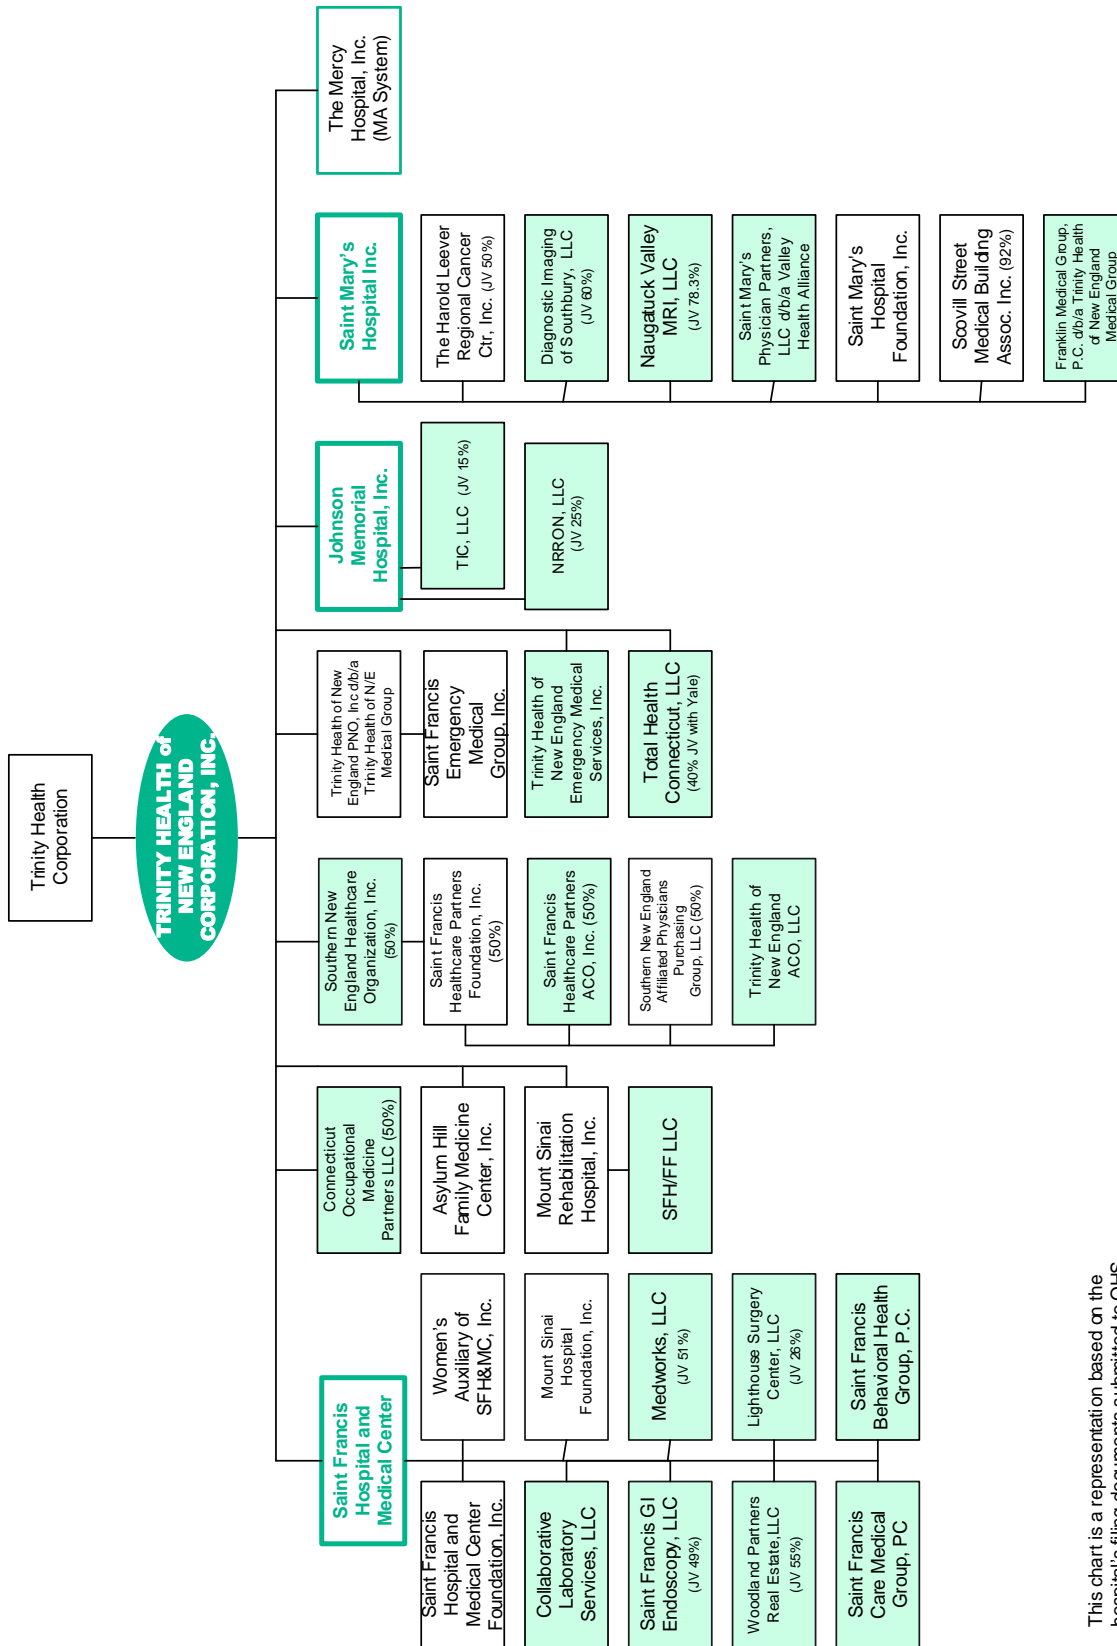 Trinity Health
Corporation
TRINITY HEALTH of
NEW ENGLAND
CORPORATION, INC.
Saint Francis
Hospital and
Medical Center
Saint Francis
Hospital and
Medical Center
Foundation, Inc.
Women's
Auxiliary of
SFH&MC, Inc.
Collaborative
Laboratory
Services, LLC
Mount Sinai
Hospital
Foundation, Inc.
Saint Francis GI
Endoscopy, LLC
(JV 49%)
Medworks, LLC
(JV 51%)
Woodland Partners
Real Estate, LLC
(JV 55%)
Lighthouse Surgery
Center, LLC
(JV 26%)
Saint Francis
Care Medical
Group, PC
Saint Francis
Behavioral Health
Group, P.C.
Connecticut
Occupational
Medicine
Partners LLC (50%)
Asylum Hill
Family Medicine
Center, Inc.
Mount Sinai
Rehabilitation
Hospital, Inc.
SFH/FF LLC
Southern New
England Healthcare
Organization, Inc.
(50%)
Saint Francis
Healthcare Partners
Foundation, Inc.
(50%)
Saint Francis
Healthcare Partners
ACO, Inc. (50%)
Southern New England
Affiliated Physicians
Purchasing
Group, LLC (50%)
Trinity Health of
New England
ACO, LLC
Trinity Health of New
England PNO, Inc d/b/a
Trinity Health of N/E
Medical Group
Saint Francis
Emergency
Medical
Group, Inc.
Trinity Health of
New England
Emergency Medical
Services, Inc.
Total Health
Connecticut, LLC
(40% JV with Yale)
Johnson
Memorial
Hospital, Inc.
TIC, LLC (JV 15%)
NRRON, LLC
(JV 25%)
Saint Mary's
Hospital Inc.
The Harold Leever
Regional Cancer
Ctr, Inc. (JV 50%)
Diagnostic Imaging
of Southbury, LLC
(JV 60%)
Naugatuck Valley
MRI, LLC
(JV 78.3%)
Saint Mary's
Physician Partners,
LLC d/b/a Valley
Health Alliance
Saint Mary's
Hospital
Foundation, Inc.
Scovill Street
Medical Building
Assoc. Inc. (92%)
Franklin Medical Group,
P.C. d/b/a Trinity Health
of New England
Medical Group
The Mercy
Hospital, Inc.
(MA System)
This chart is a representation based on the
hospital's filing documents submitted to OHS